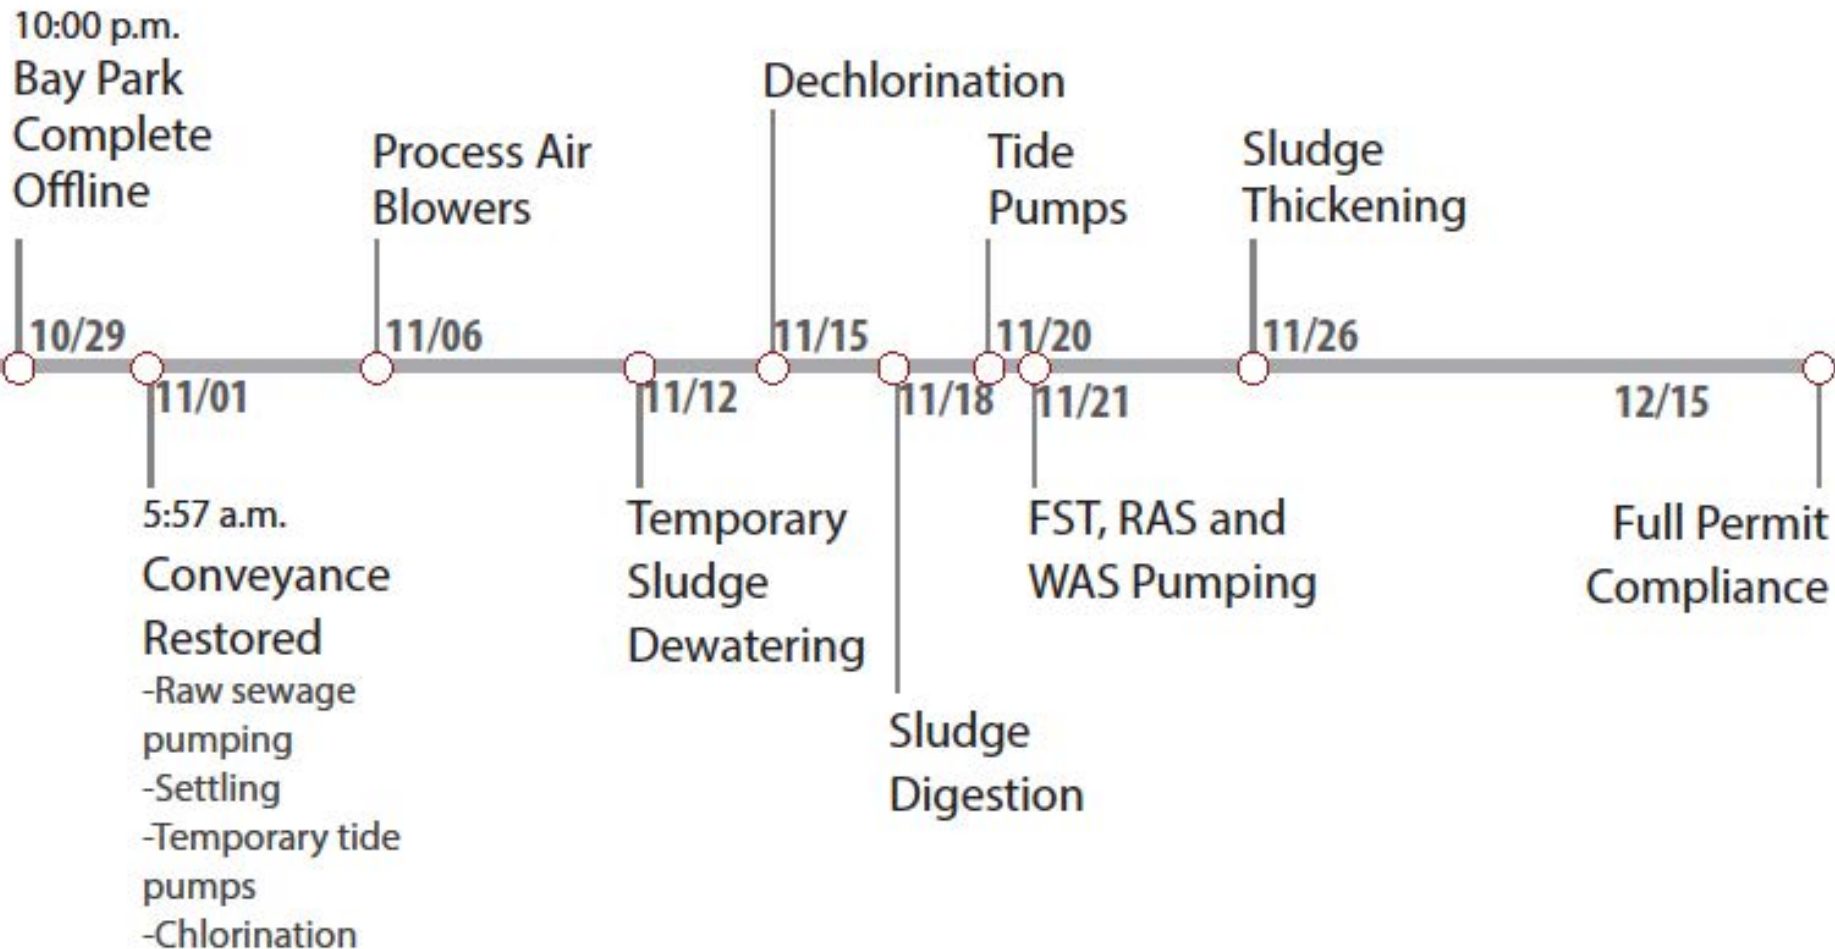 10:00 p.m.
Bay Park
Complete
Offline
Process Air
Blowers
Dechlorination
Tide
Pumps
Sludge
Thickening
10/29
11/06
11/15
11/20
11/26
11/01
11/12
11/18
11/21
12/15
5:57 a.m.
Conveyance
Restored
-Raw sewage
pumping
-Settling
-Temporary tide
pumps
-Chlorination
Temporary
Sludge
Dewatering
Sludge
Digestion
FST, RAS and
WAS Pumping
Full Permit
Compliance